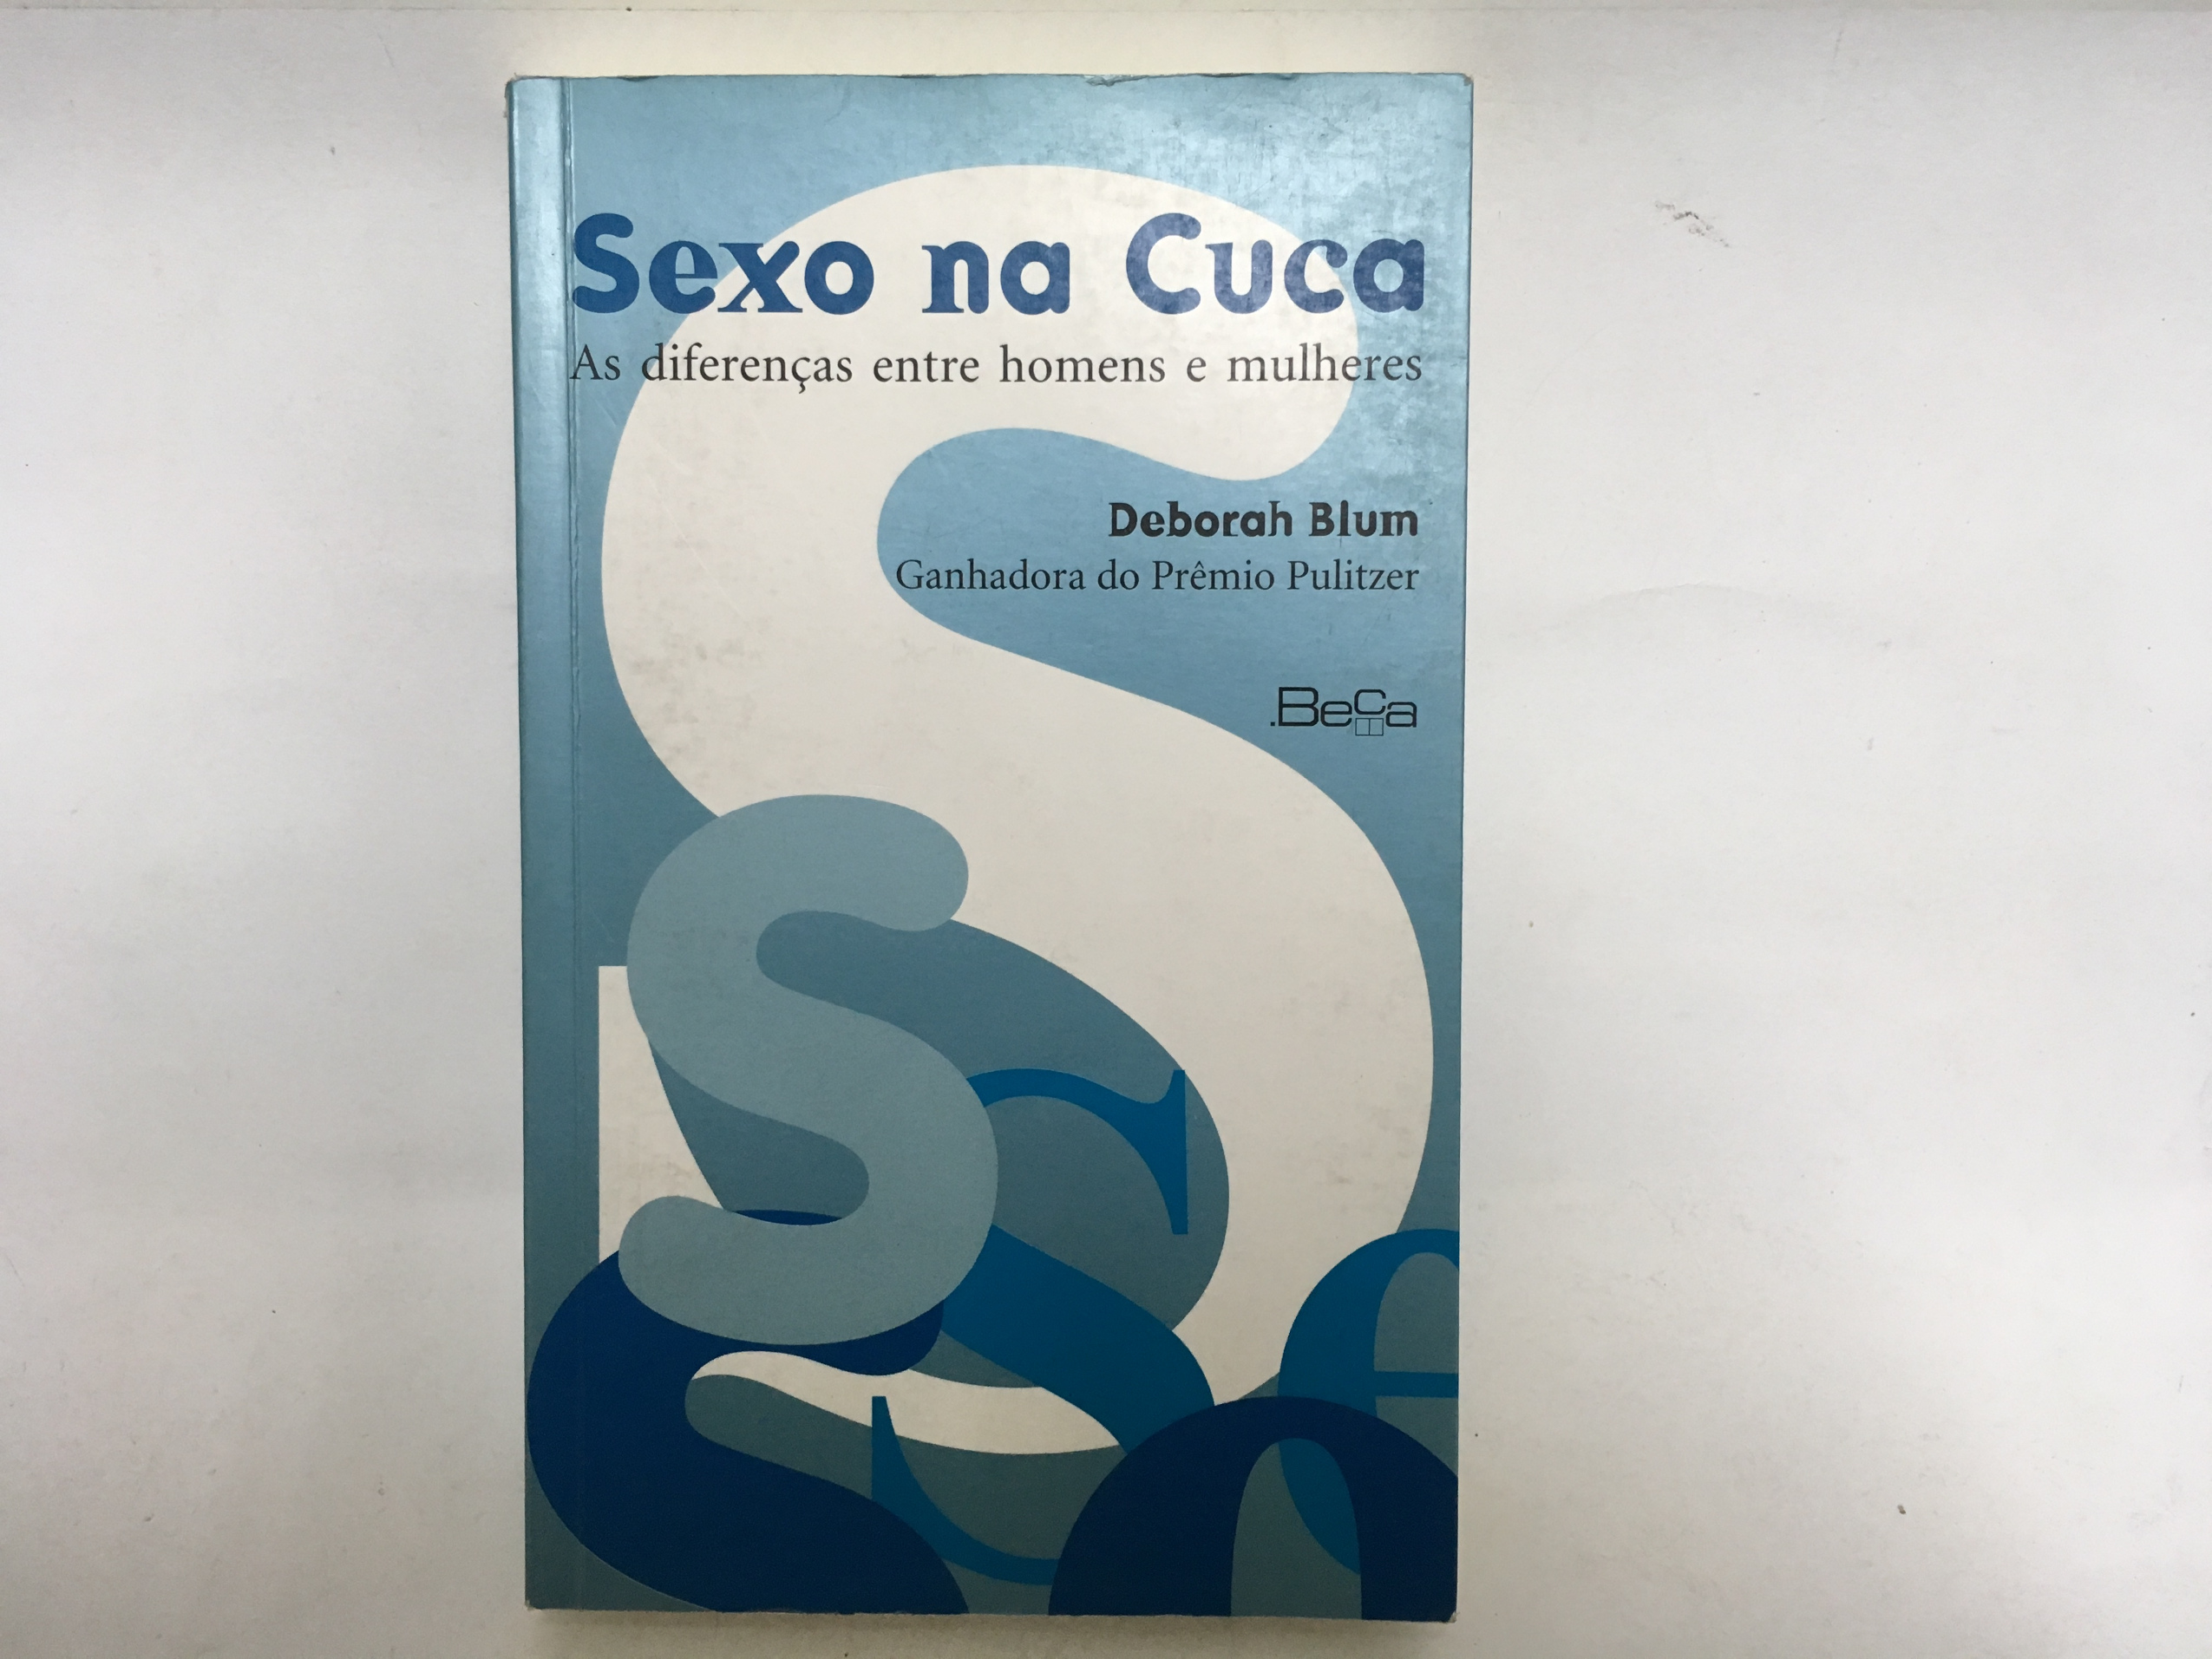 Sexo na Cuca
As diferenças entre homens e mulheres
Deborah Blum
Ganhadora do Prêmio Pulitzer
.Beca